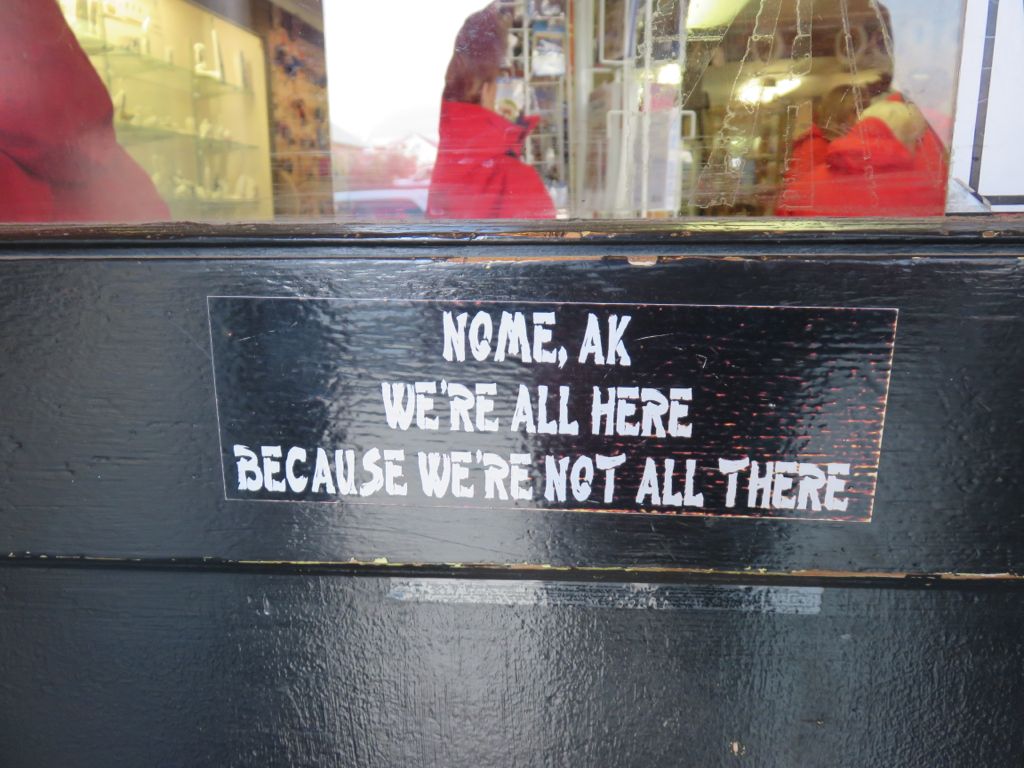 NOME, AK
WE'RE ALL HERE
BECAUSE WE'RE NOT ALL THERE